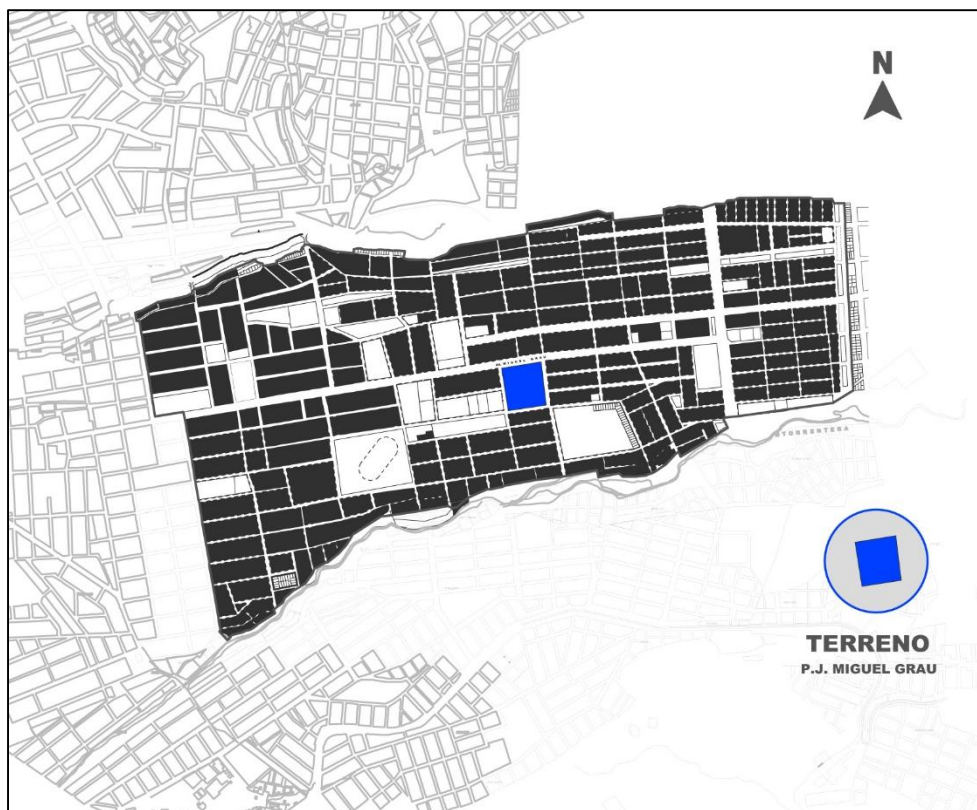 N
M I G U E L  G R A U
T O R R E N T E R A
TERRENO
P.J. MIGUEL GRAU